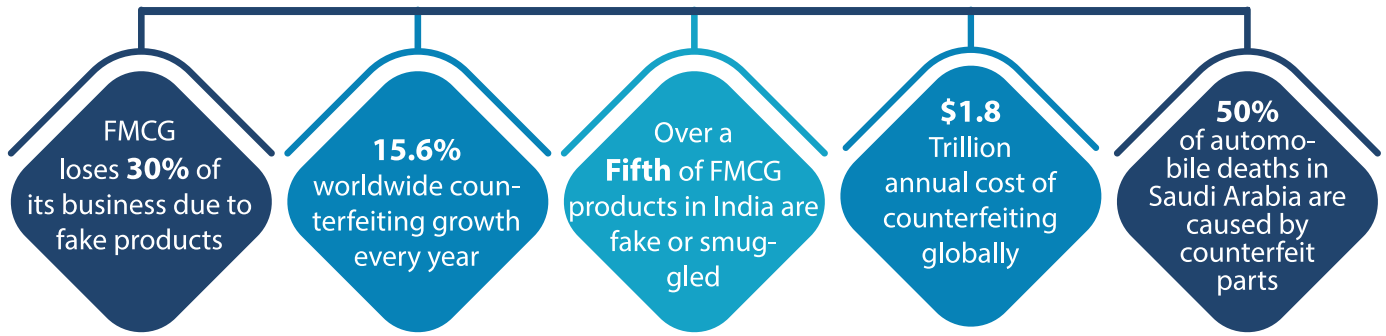 FMCG
loses 30% of
its business due to
fake products
15.6%
worldwide coun-
terfeiting growth
every year
Over a
Fifth of FMCG
products in India are
fake or smug-
gled
$1.8
Trillion
annual cost of
counterfeiting
globally
50%
of automo-
bile deaths in
Saudi Arabia are
caused by
counterfeit
parts